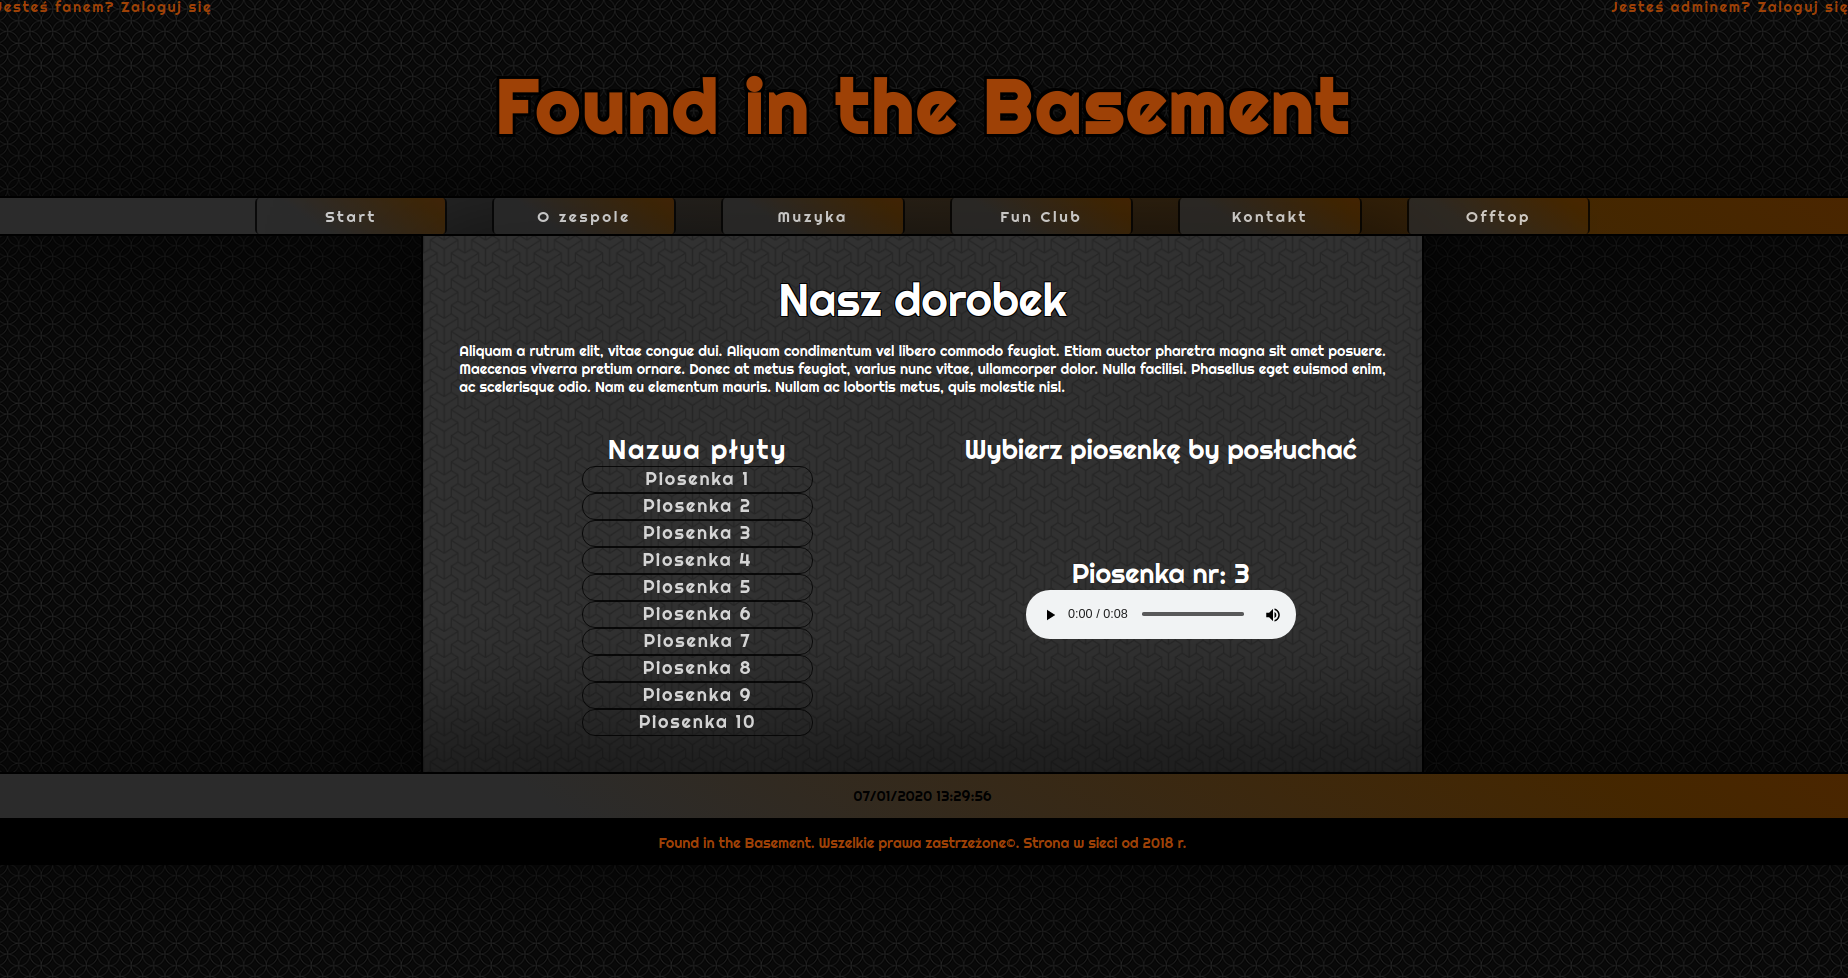 Jesteś fanem? Zaloguj się
Jesteś adminem? Zaloguj się
Found in the Basement
Start
O zespole
Muzyka
Fun Club
Kontakt
Offtop
Nasz dorobek
Aliquam a rutrum elit, vitae congue dui. Aliquam condimentum vel libero commodo feugiat. Etiam auctor pharetra magna sit amet posuere.
Maecenas viverra pretium ornare. Donec at metus feugiat, varius nunc vitae, ullamcorper dolor. Nulla facilisi. Phasellus eget euismod enim,
ac scelerisque odio. Nam eu elementum mauris. Nullam ac lobortis metus, quis molestie nisl.
Nazwa płyty
Piosenka 1
Piosenka 2
Piosenka 3
Piosenka 4
Piosenka 5
Piosenka 6
Piosenka 7
Piosenka 8
Piosenka 9
Piosenka 10
Wybierz piosenkę by posłuchać
Piosenka nr: 3
0:00 / 0:08
07/01/2020 13:29:56
Found in the Basement. Wszelkie prawa zastrzeżone©. Strona w sieci od 2018 r.